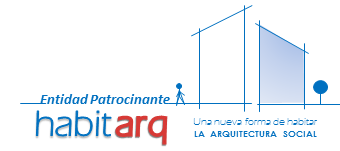 Entidad Patrocinante
habitarq
Una nueva forma de habitar
LA ARQUITECTURA SOCIAL